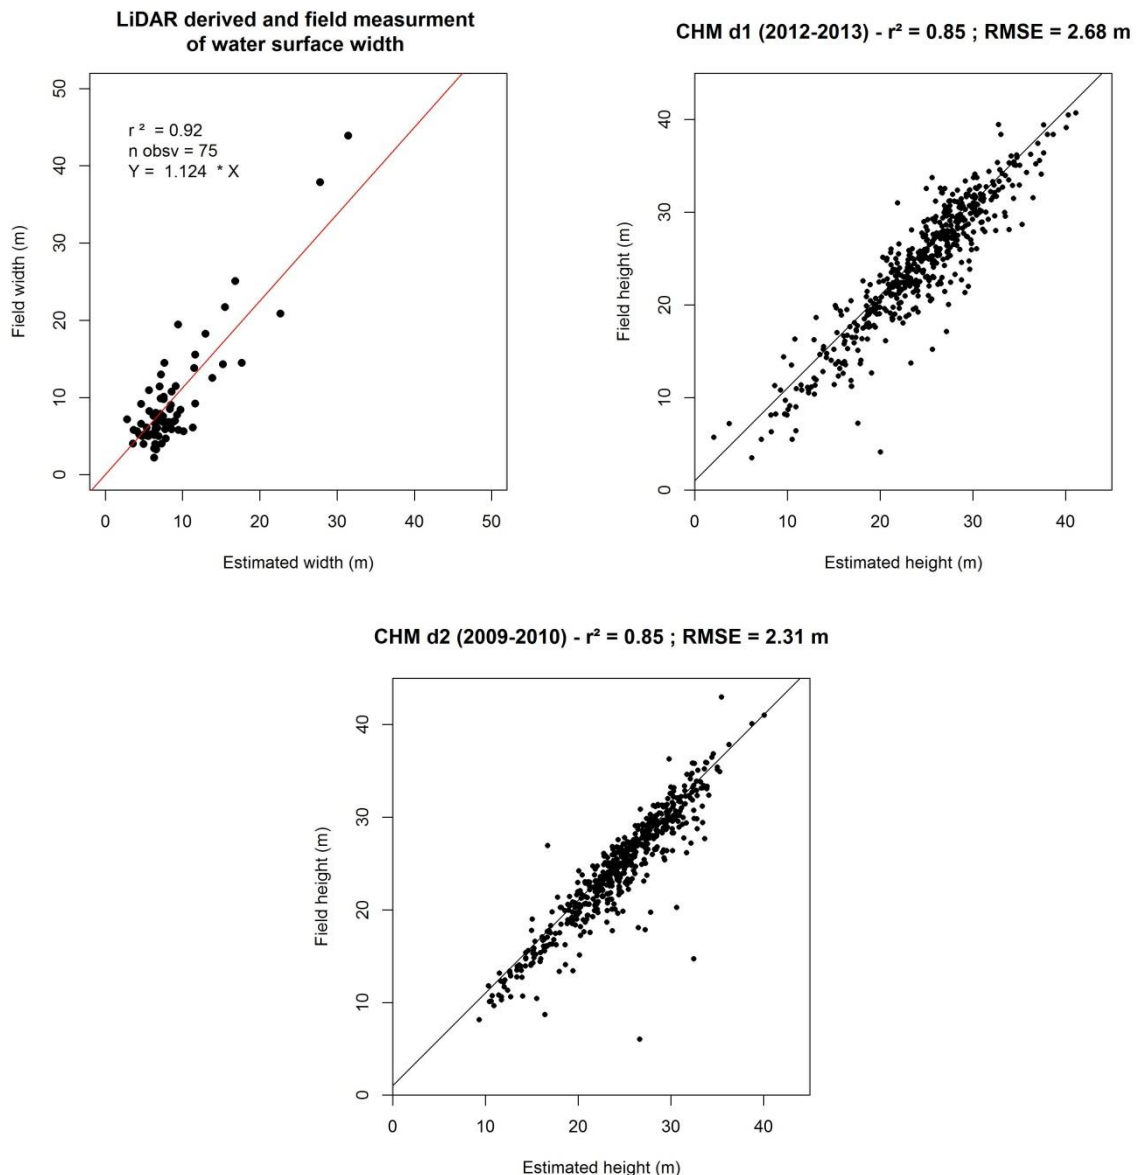 LiDAR derived and field measurment
of water surface width
r ² = 0.92
n obsv = 75
Y = 1.124 * X
Field width (m)
0
10
20
30
40
50
0 10 20 30 40 50
Estimated width (m)
CHM d1 (2012-2013) - r² = 0.85 ; RMSE = 2.68 m
Field height (m)
0
10
20
30
40
0 10 20 30 40
Estimated height (m)
CHM d2 (2009-2010) - r² = 0.85 ; RMSE = 2.31 m
Field height (m)
0
10
20
30
40
0 10 20 30 40
Estimated height (m)